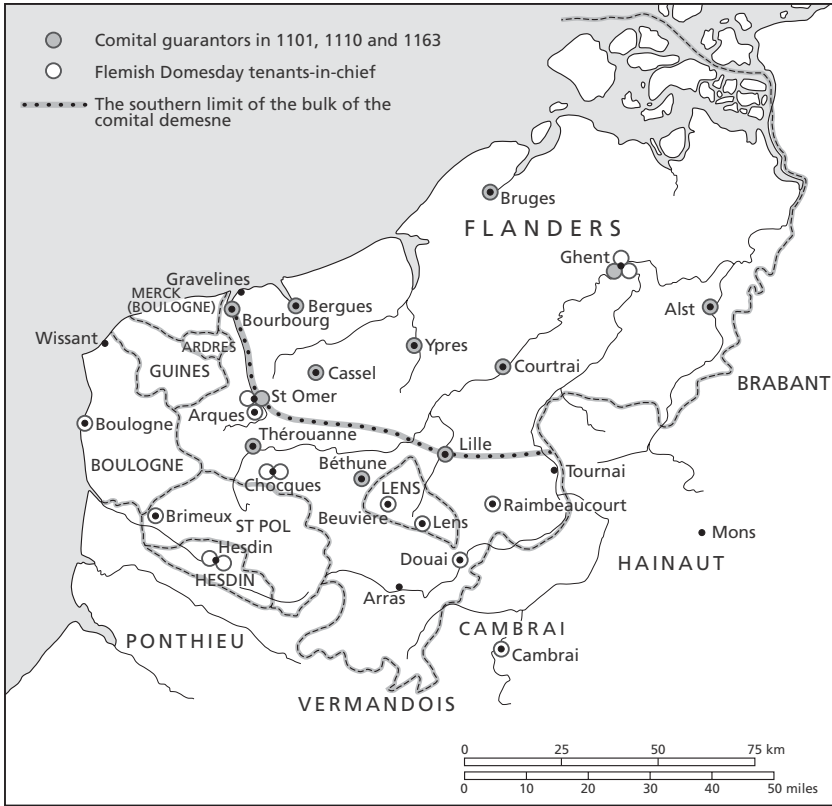 Comital guarantors in 1101, 1110 and 1163
Flemish Domesday tenants-in-chief
The southern limit of the bulk of the
comital demesne
Bruges
FLANDERS
Ghent
Gravelines
MERCK
(BOULOGNE)
Bergues
Bourbourg
Alst
Wissant
ARDRES
Ypres
GUINES
Cassel
Courtrai
BRABANT
St Omer
Arques
Boulogne
Thérouanne
Lille
BOULOGNE
Béthune
Tournai
Chocques
LENS
Beuvière
Raimbeaucourt
Brimeux
ST POL
Lens
Mons
Hesdin
Douai
HAINAUT
HESDIN
Arras
PONTHIEU
CAMBRAI
Cambrai
VERMANDOIS
0 25 50 75 km
0 10 20 30 40 50 miles